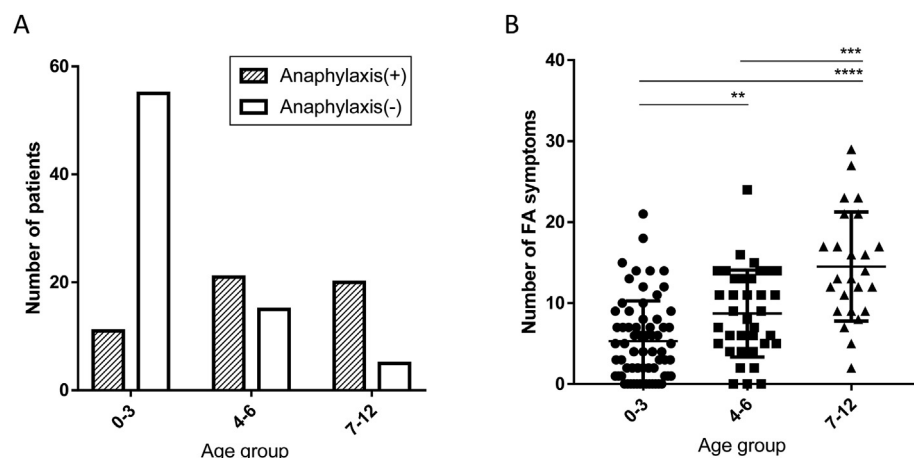 A
Number of patients
60
40
20
0
Anaphylaxis(+)
Anaphylaxis(-)
0-3
4-6
7-12
Age group
B
Number of FA symptoms
40
30
20
10
0
***
****
**
0-3
4-6
7-12
Age group